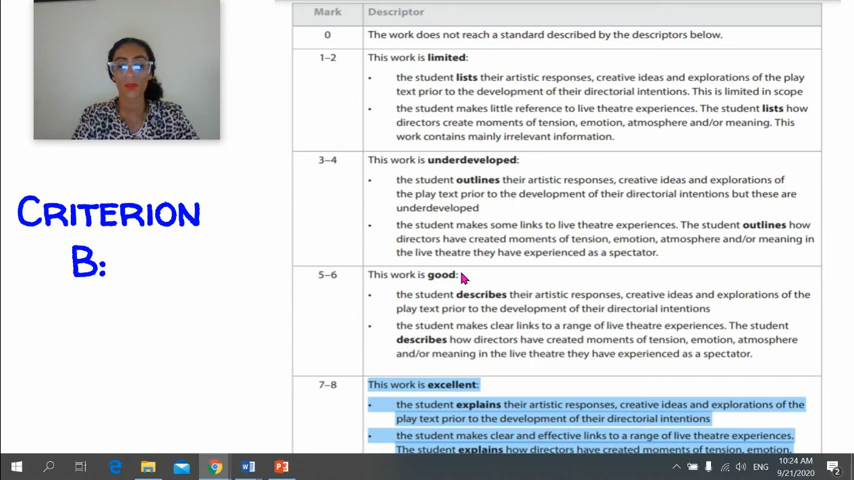 Mark Descriptor
0 The work does not reach a standard described by the descriptors below.
1–2 This work is limited:
• the student lists their artistic responses, creative ideas and explorations of the play
text prior to the development of their directorial intentions. This is limited in scope
• the student makes little reference to live theatre experiences. The student lists how
directors create moments of tension, emotion, atmosphere and/or meaning. This
work contains mainly irrelevant information.
3–4 This work is underdeveloped:
• the student outlines their artistic responses, creative ideas and explorations of
the play text prior to the development of their directorial intentions but these are
underdeveloped
• the student makes some links to live theatre experiences. The student outlines how
directors have created moments of tension, emotion, atmosphere and/or meaning in
the live theatre they have experienced as a spectator.
5–6 This work is good:
• the student describes their artistic responses, creative ideas and explorations of the
play text prior to the development of their directorial intentions
• the student makes clear links to a range of live theatre experiences. The student
describes how directors have created moments of tension, emotion, atmosphere
and/or meaning in the live theatre they have experienced as a spectator.
7–8 This work is excellent:
• the student explains their artistic responses, creative ideas and explorations of the
play text prior to the development of their directorial intentions
• the student makes clear and effective links to a range of live theatre experiences.
The student explains how directors have created moments of tension, emotion,
CRITERION
B:
ENG
10:24 AM
9/21/2020